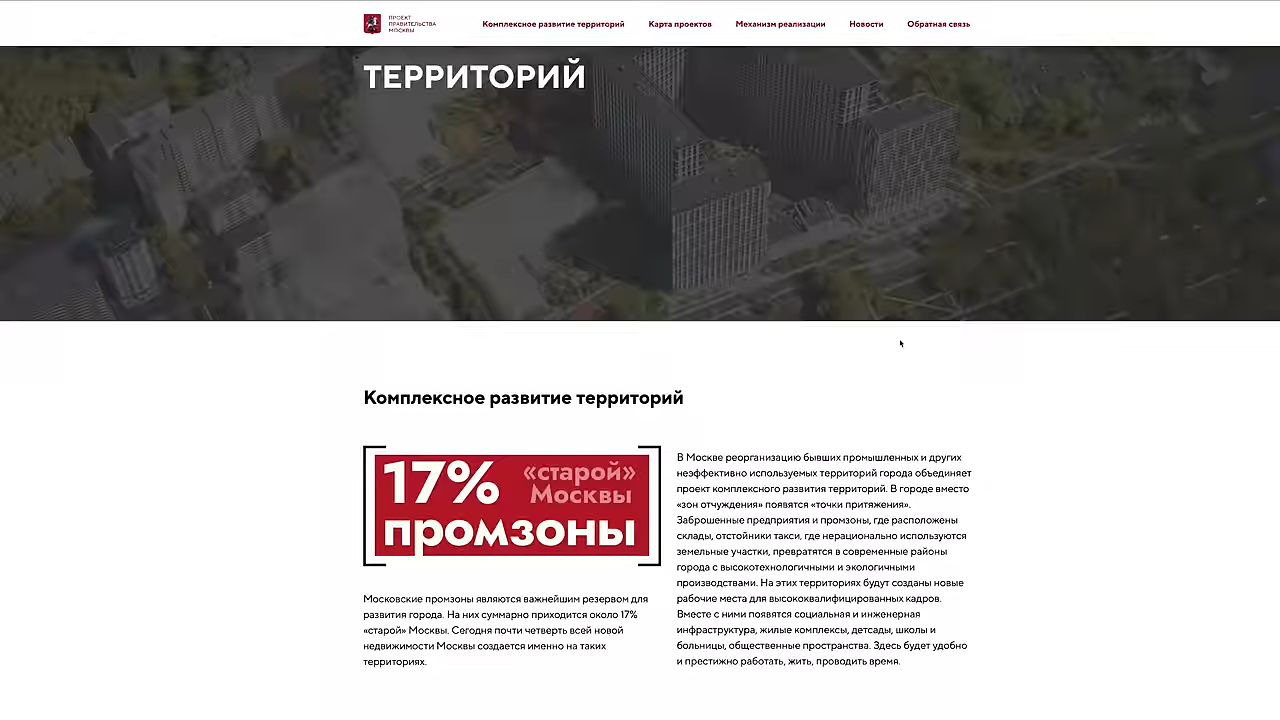 ПРОЕКТ
ПРАВИТЕЛЬСТВА
МОСКВЫ
Комплексное развитие территорий
Карта проектов
Механизм реализации
Новости
Обратная связь
ТЕРРИТОРИЙ
Комплексное развитие территорий
17% «старой»
Москвы
промзоны
Московские промзоны являются важнейшим резервом для
развития города. На них суммарно приходится около 17%
«старой» Москвы. Сегодня почти четверть всей новой
недвижимости Москвы создается именно на таких
территориях.
В Москве реорганизацию бывших промышленных и других
неэффективно используемых территорий города объединяет
проект комплексного развития территорий. В городе вместо
«зон отчуждения» появятся «точки притяжения».
Заброшенные предприятия и промзоны, где расположены
склады, отстойники такси, где нерационально используются
земельные участки, превратятся в современные районы
города с высокотехнологичными и экологичными
производствами. На этих территориях будут созданы новые
рабочие места для высококвалифицированных кадров.
Вместе с ними появятся социальная и инженерная
инфраструктура, жилые комплексы, детсады, школы и
больницы, общественные пространства. Здесь будет удобно
и престижно работать, жить, проводить время.